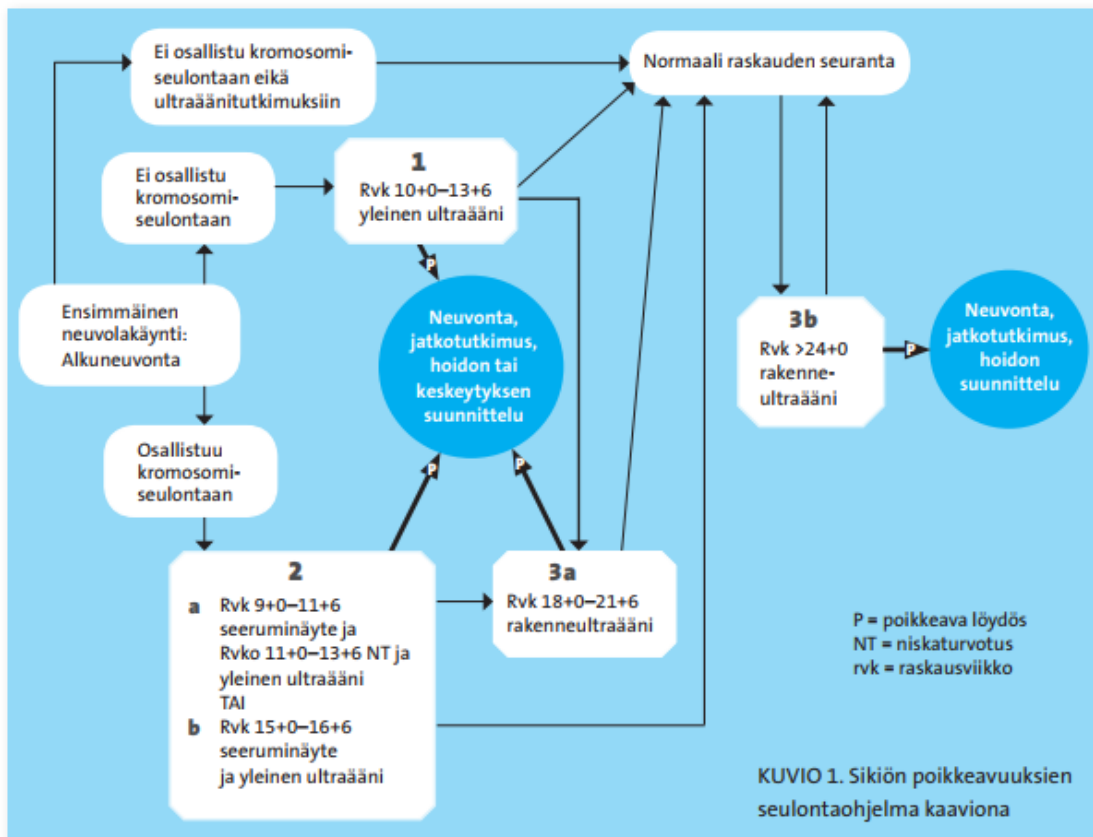 Ei osallistu kromosomi-
seulontaan eikä
ultraäänitutkimuksiin
Normaali raskauden seuranta
Ei osallistu
kromosomi-
seulontaan
1
Rvk 10+0–13+6
yleinen ultraääni
P
Ensimmäinen
neuvolakäynti:
Alkuneuvonta
Neuvonta,
jatkotutkimus,
hoidon tai
keskeytyksen
suunnittelu
3b
Rvk >24+0
rakenne-
ultraääni
P
Neuvonta,
jatkotutkimus,
hoidon
suunnittelu
Osallistuu
kromosomi-
seulontaan
P
P
2
a Rvk 9+0–11+6
seeruminäyte ja
Rvko 11+0–13+6 NT ja
yleinen ultraääni
TAI
b Rvk 15+0–16+6
seeruminäyte
ja yleinen ultraääni
3a
Rvk 18+0–21+6
rakenneultraääni
P = poikkeava löydös
NT = niskaturvotus
rvk = raskausviikko
KUVIO 1. Sikiön poikkeavuuksien
seulontaohjelma kaaviona